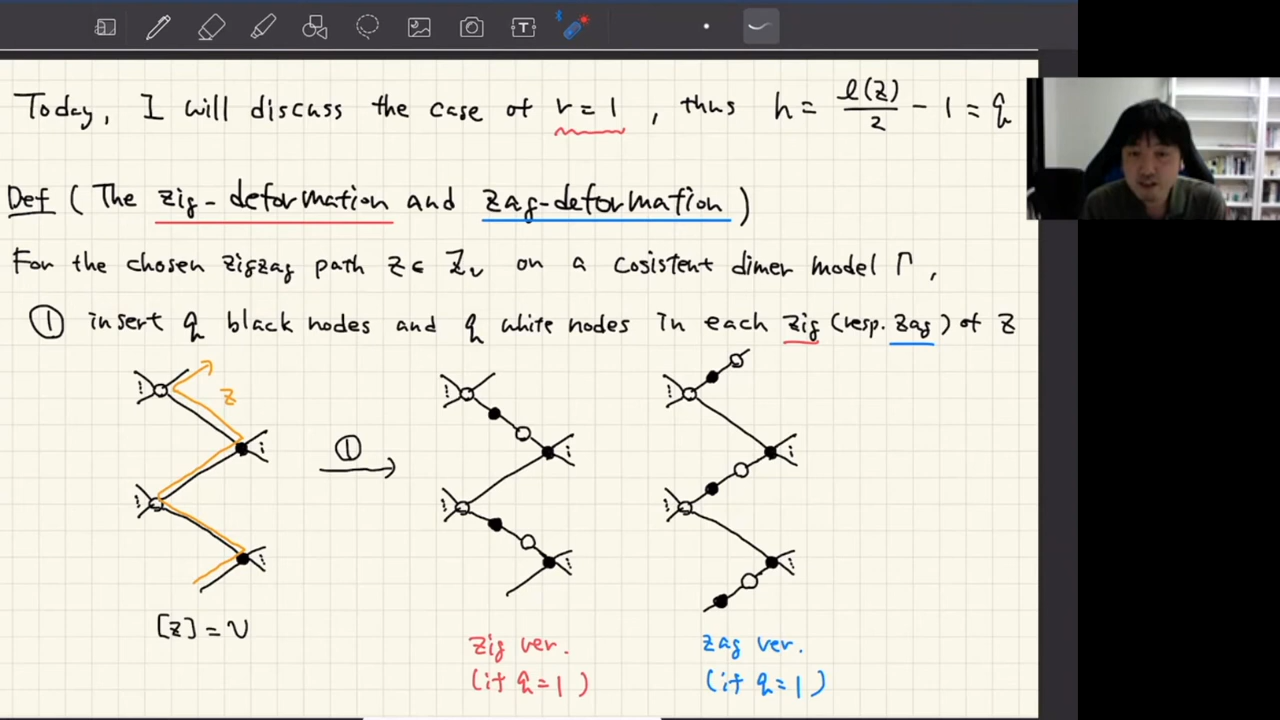 Today, I will discuss the case of r = 1, thus h = ℓ(z)/2 - 1 = q
Def (The zig-deformation and zag-deformation)
For the chosen zigzag path z ∈ Zv on a cosistent dimer model Γ,
① insert q black nodes and q white nodes in each zig (resp. zag) of z
z
①
[z] = v
zig ver.
(if q = 1)
zag ver.
(if q = 1)